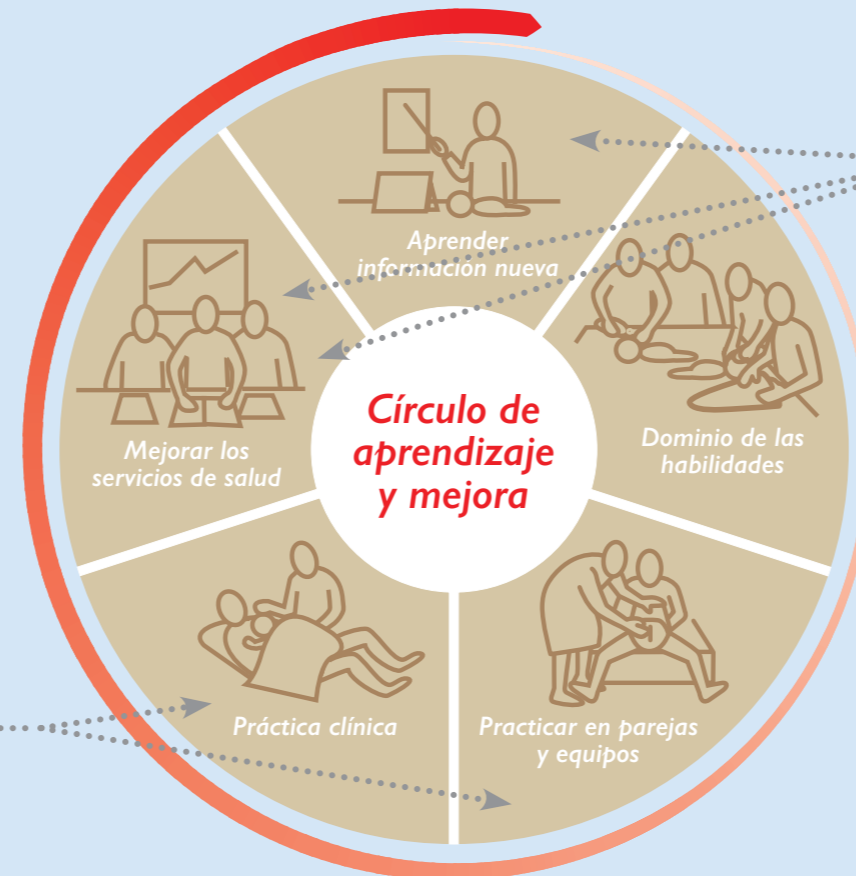 Aprender
información nueva
Dominio de las
habilidades
Practicar en parejas
y equipos
Práctica clínica
Mejorar los
servicios de salud
Círculo de
aprendizaje
y mejora